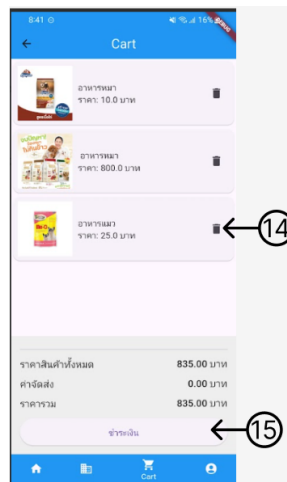 8:41
16%
DEBUG
Cart
อาหารหมา
ราคา: 10.0 บาท
อาหารหมา
ราคา: 800.0 บาท
อาหารแมว
ราคา: 25.0 บาท
14
ราคาสินค้าทั้งหมด 835.00 บาท
ค่าจัดส่ง 0.00 บาท
ราคารวม 835.00 บาท
ชำระเงิน
15
Cart